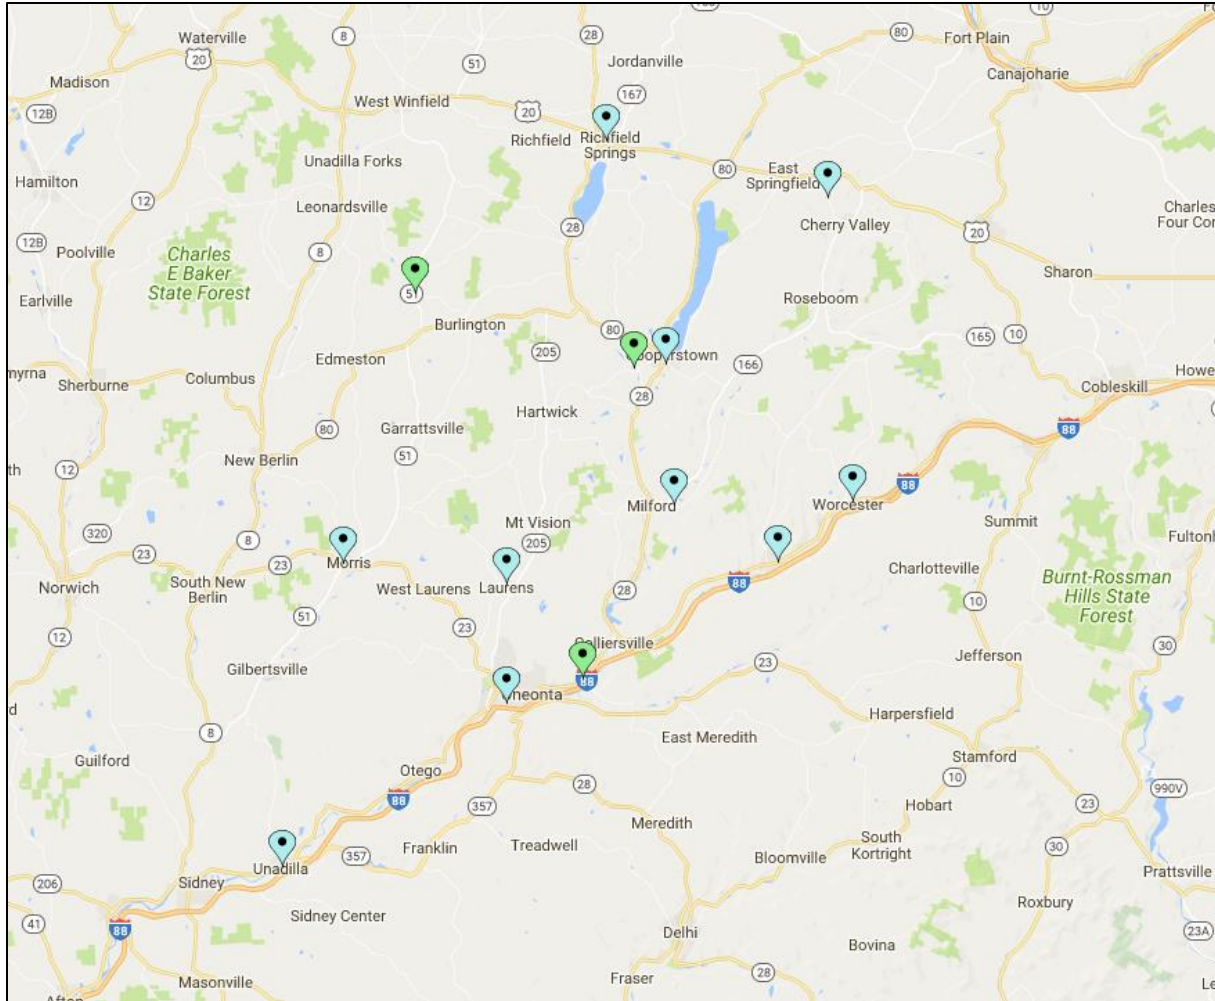 28
10
Waterville
8
80
Fort Plain
20
51
Jordanville
Canajoharie
Madison
167
West Winfield
12B
20
Richfield
Richfield
Springs
Unadilla Forks
80
East
Springfield
Hamilton
12
Leonardsville
Charles
Four Cor
Cherry Valley
28
20
12B
Poolville
8
Charles
E Baker
State Forest
Sharon
Earlville
51
Roseboom
Burlington
80
10
165
205
Cooperstown
Edmeston
166
myrna
Sherburne
Columbus
Howe
Cobleskill
28
Hartwick
80
Garrattsville
88
51
New Berlin
th
12
88
Milford
Worcester
Mt Vision
Summit
320
205
8
Fultonh
23
23
Morris
Charlotteville
Norwich
South New
Berlin
West Laurens
Laurens
88
28
Burnt-Rossman
Hills State
Forest
10
51
12
23
Colliersville
30
Jefferson
Gilbertsville
23
88
Oneonta
d
Harpersfield
8
East Meredith
Guilford
Stamford
Otego
10
28
990V
88
357
Hobart
23
Meredith
South
Kortright
30
Franklin
Treadwell
357
Bloomville
Unadilla
Prattsville
206
Sidney
Roxbury
Sidney Center
41
88
Delhi
23A
Bovina
28
Masonville
Fraser
Afton